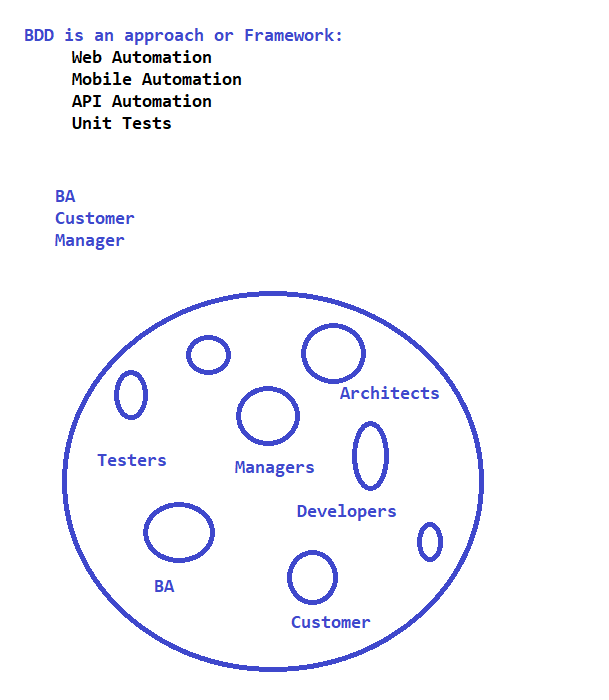 BDD is an approach or Framework:
Web Automation
Mobile Automation
API Automation
Unit Tests
BA
Customer
Manager
Architects
Testers
Managers
Developers
BA
Customer